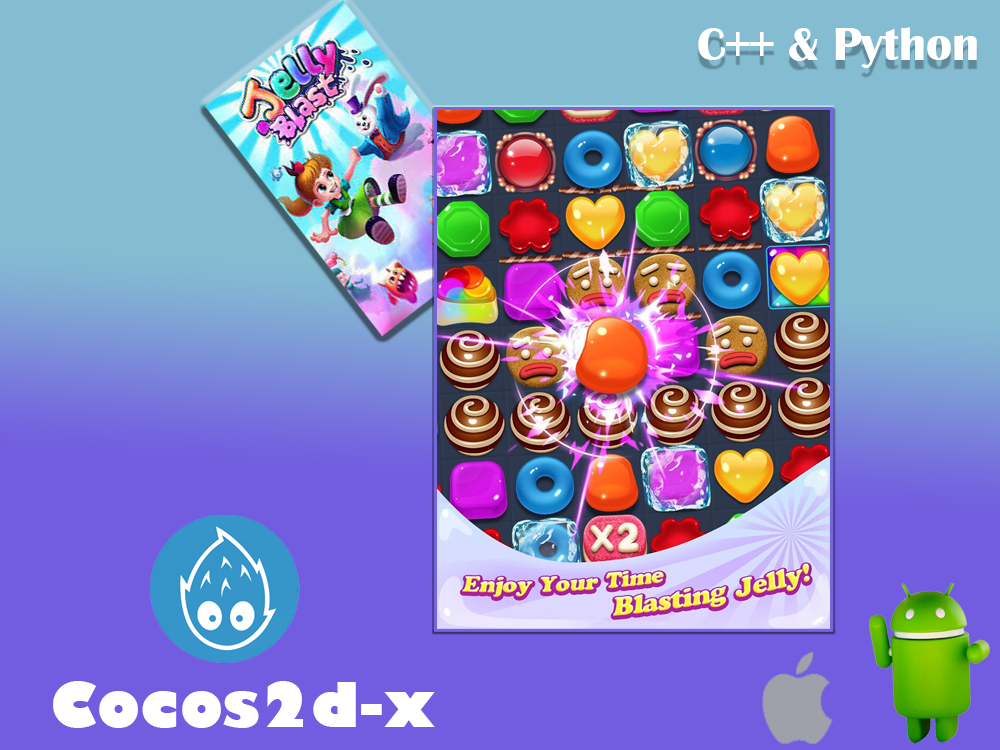 C++ & Python
Jelly
Blast
X2
Enjoy Your Time
Blasting Jelly!
Cocos2d-x